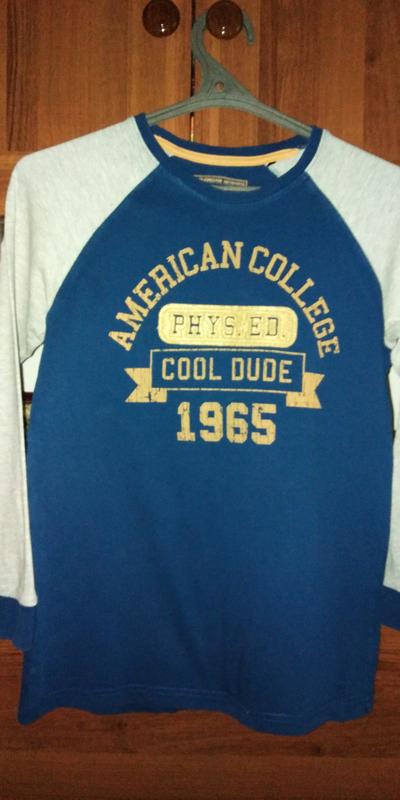 AMERICAN COLLEGE
PHYS. ED.
COOL DUDE
1965